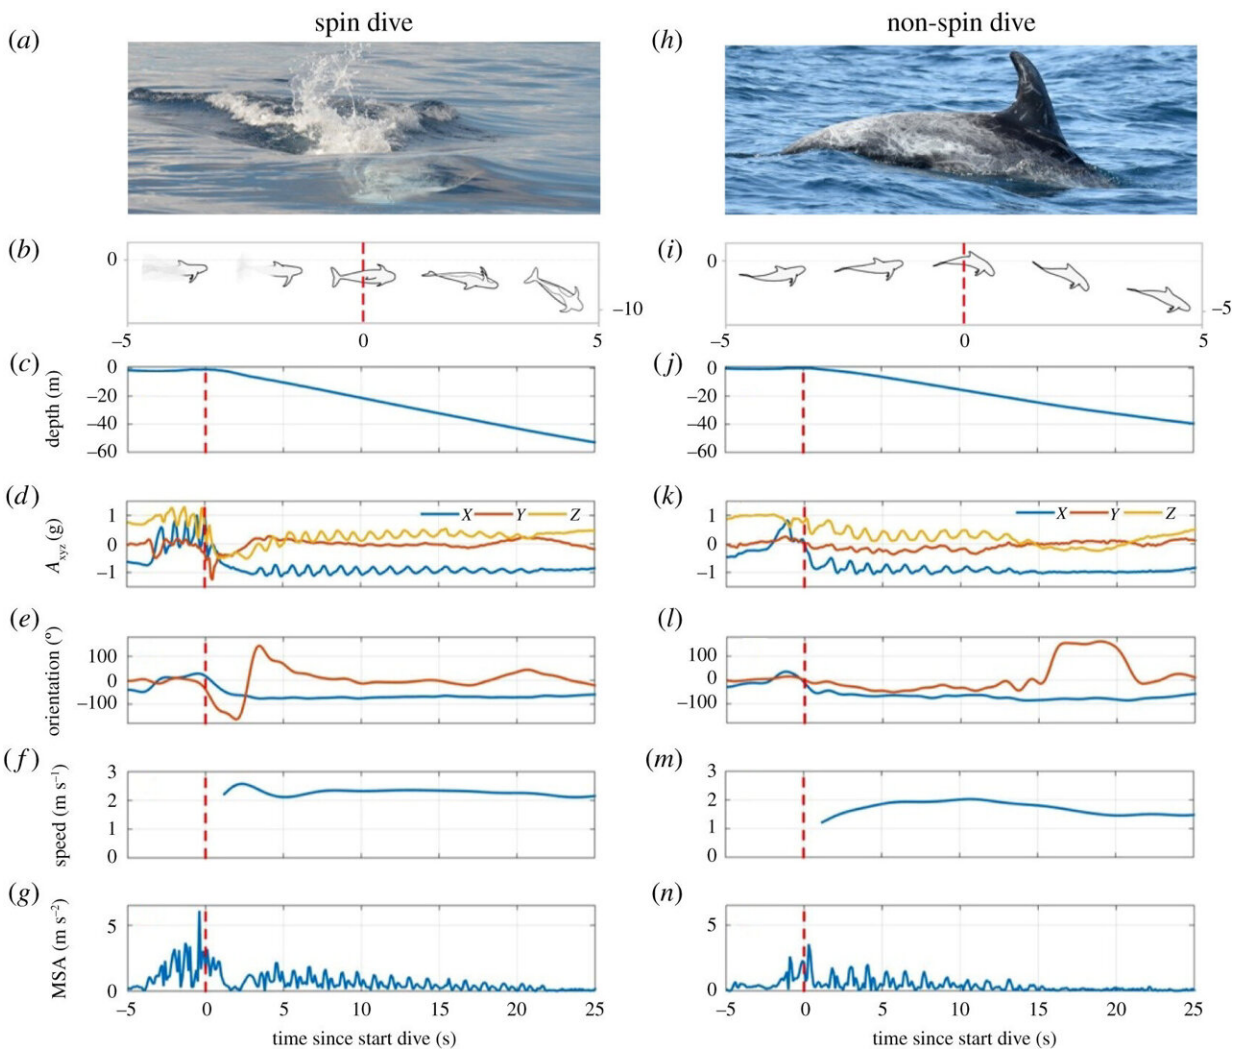 spin dive
non-spin dive
(a)
(h)
(b)
0
–10
–5
0
5
(i)
0
–5
–5
0
5
(c)
depth (m)
0
–20
–40
–60
(j)
0
–20
–40
–60
(d)
Axyz (g)
1
0
–1
X
Y
Z
(k)
1
0
–1
X
Y
Z
(e)
orientation (º)
100
0
–100
(l)
100
0
–100
(f)
speed (m s⁻¹)
3
2
1
0
(m)
3
2
1
0
(g)
MSA (m s⁻²)
5
0
–5
0
5
10
15
20
25
time since start dive (s)
(n)
5
0
–5
0
5
10
15
20
25
time since start dive (s)